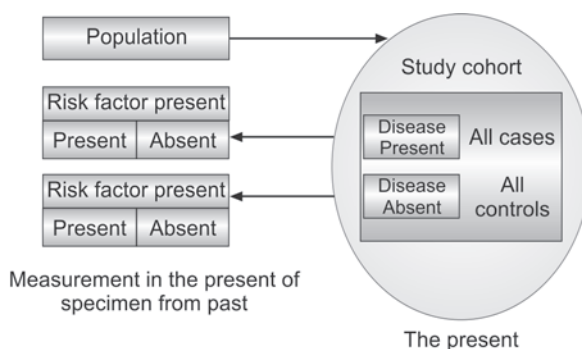 Population
Study cohort
Risk factor present
Present Absent
Disease
Present
All cases
Risk factor present
Present Absent
Disease
Absent
All
controls
Measurement in the present of
specimen from past
The present